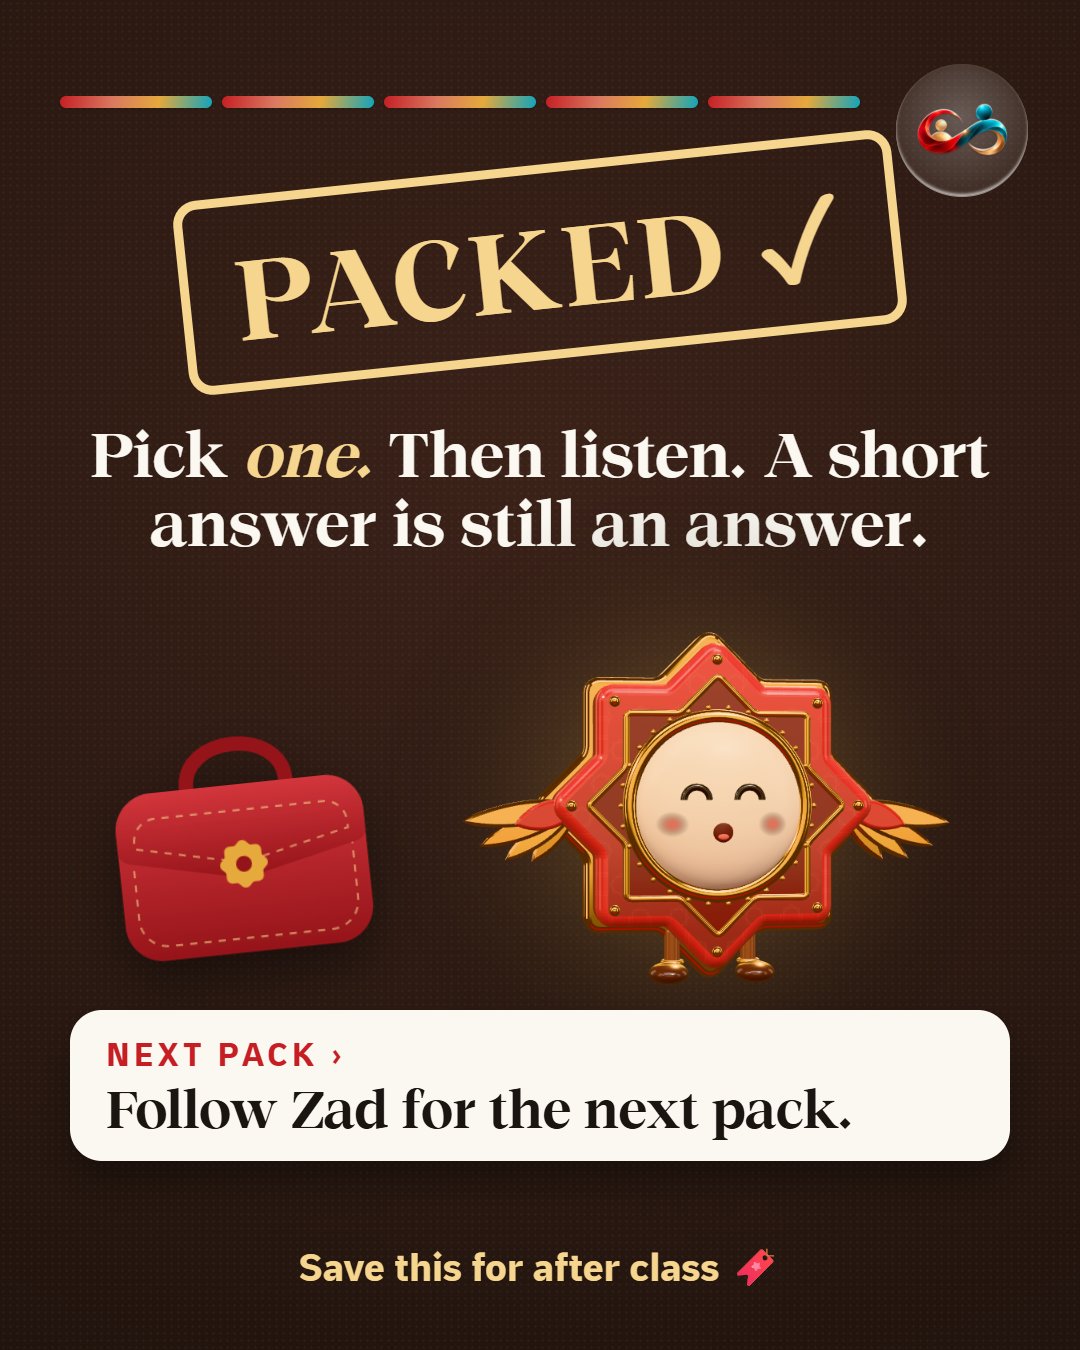 PACKED ✓
Pick one. Then listen. A short
answer is still an answer.
NEXT PACK ›
Follow Zad for the next pack.
Save this for after class